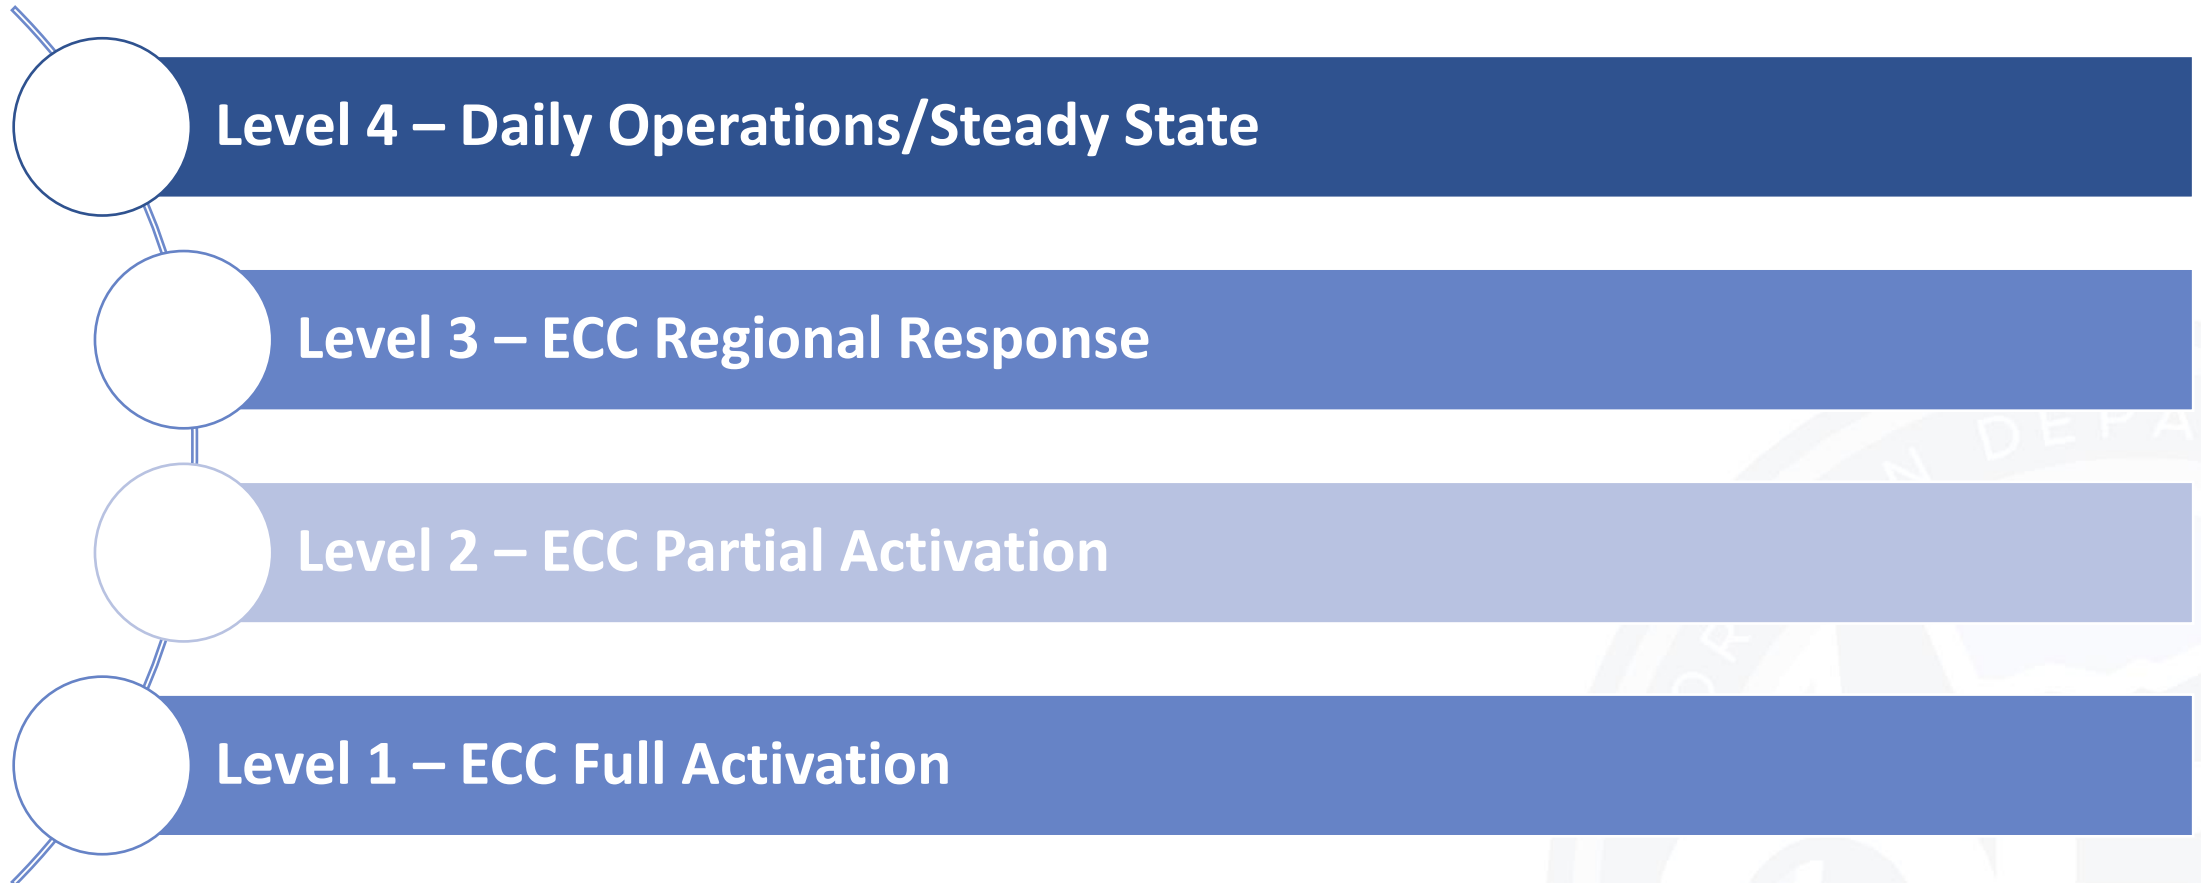 Level 4 – Daily Operations/Steady State
Level 3 – ECC Regional Response
Level 2 – ECC Partial Activation
Level 1 – ECC Full Activation